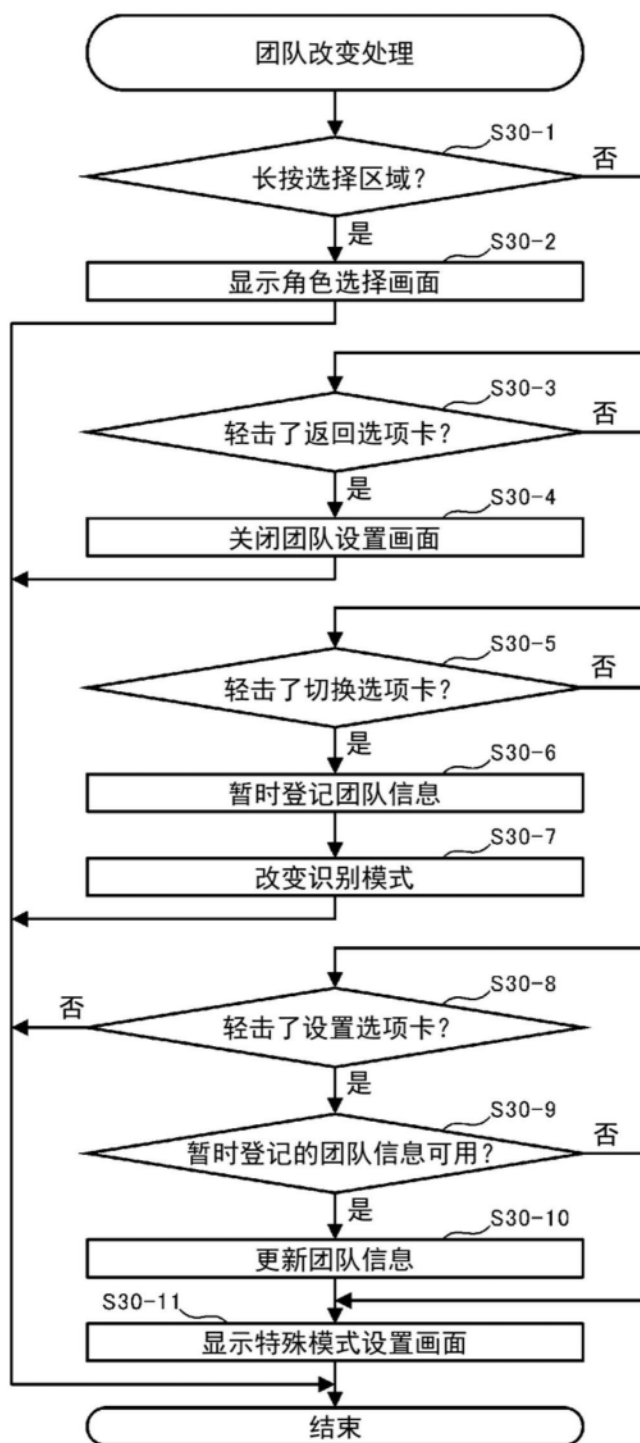 团队改变处理
S30-1
长按选择区域？
否
是
S30-2
显示角色选择画面
S30-3
轻击了返回选项卡？
否
是
S30-4
关闭团队设置画面
S30-5
轻击了切换选项卡？
否
是
S30-6
暂时登记团队信息
S30-7
改变识别模式
S30-8
否
轻击了设置选项卡？
是
S30-9
暂时登记的团队信息可用？
否
是
S30-10
更新团队信息
S30-11
显示特殊模式设置画面
结束